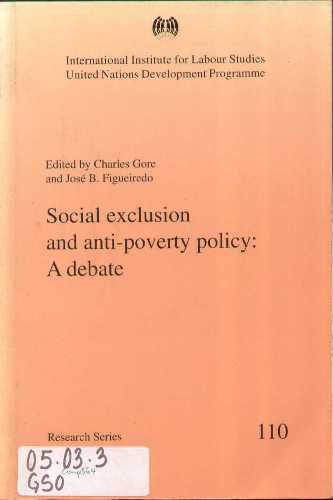 International Institute for Labour Studies
United Nations Development Programme
Edited by Charles Gore
and José B. Figueiredo
Social exclusion
and anti-poverty policy:
A debate
Research Series 110
05.03.3
GSO